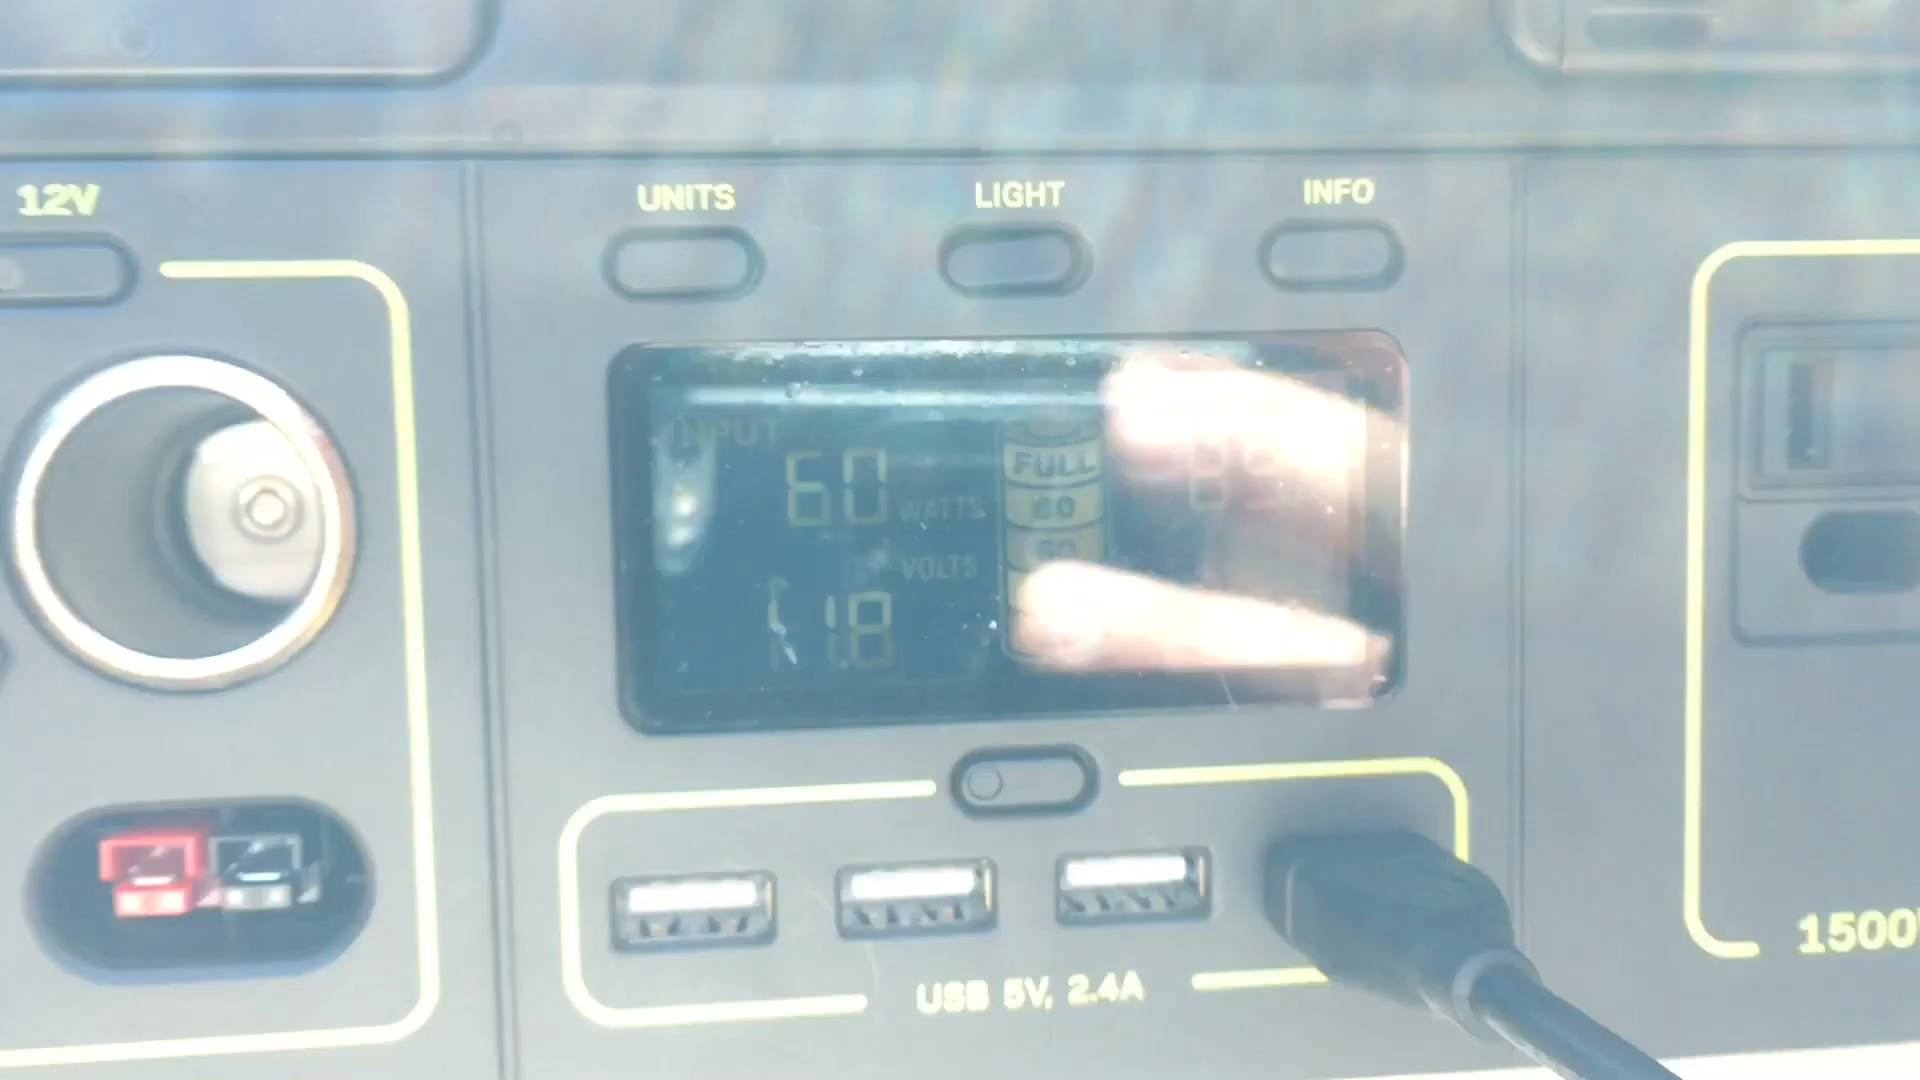 12V
UNITS
LIGHT
INFO
INPUT
60
WATTS
VOLTS
11.8
FULL
80
60
USB 5V, 2.4A
1500